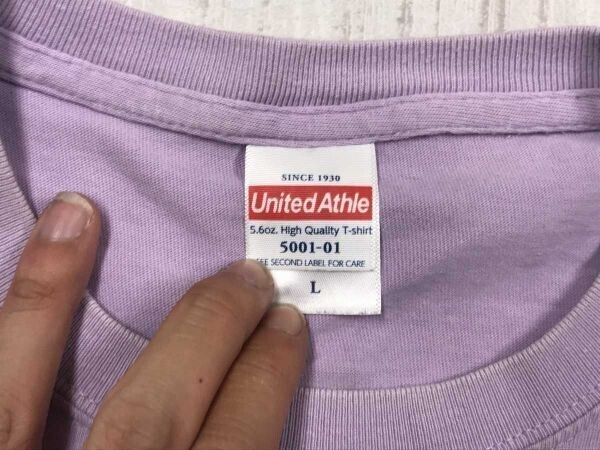 SINCE 1930
United Athle
5.6oz. High Quality T-shirt
5001-01
SEE SECOND LABEL FOR CARE
L